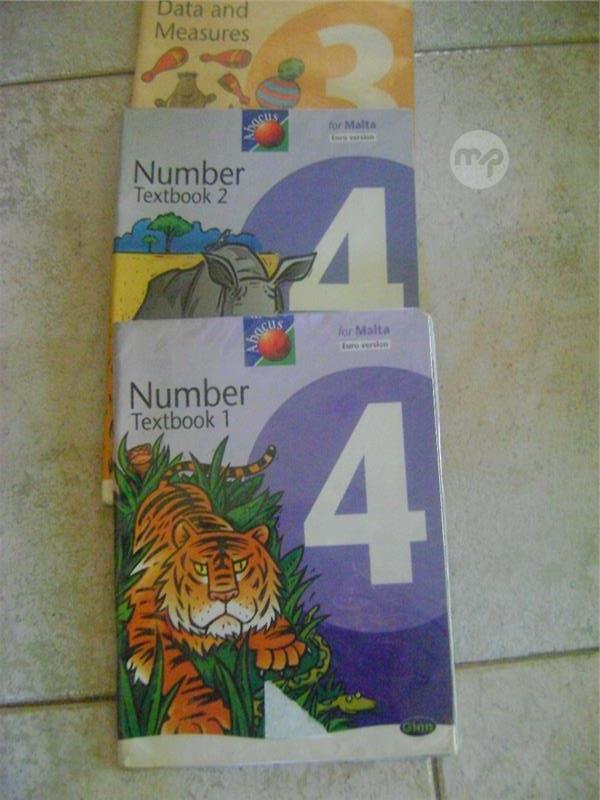 Data and
Measures
3
Abacus
for Malta
Euro version
mp
Number
Textbook 2
4
Abacus
for Malta
Euro version
Number
Textbook 1
4
Ginn